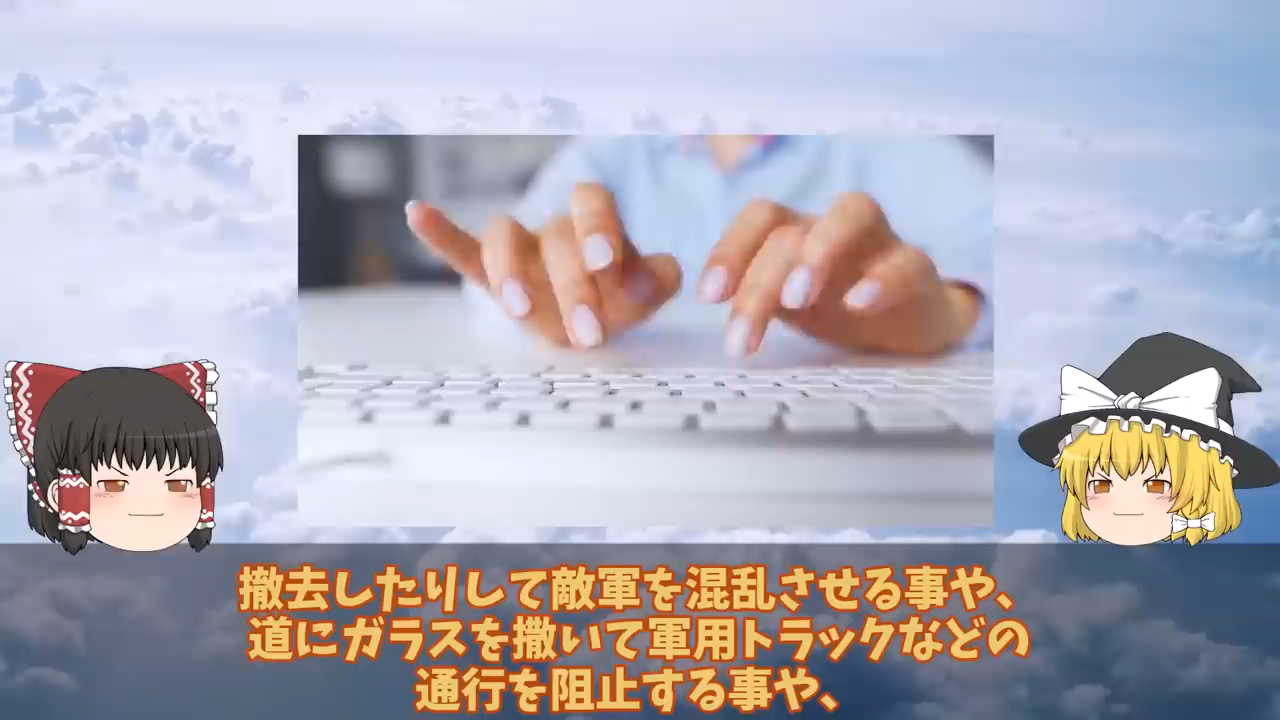 撤去したりして敵軍を混乱させる事や、
道にガラスを撒いて軍用トラックなどの
通行を阻止する事や、